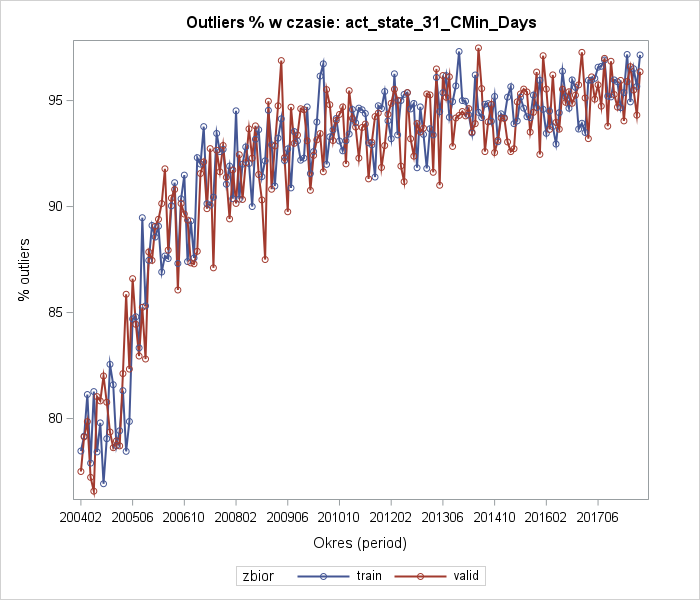 Outliers % w czasie: act_state_31_CMin_Days
95
90
85
80
% outliers
200402 200506 200610 200802 200906 201010 201202 201306 201410 201602 201706
Okres (period)
zbior train valid